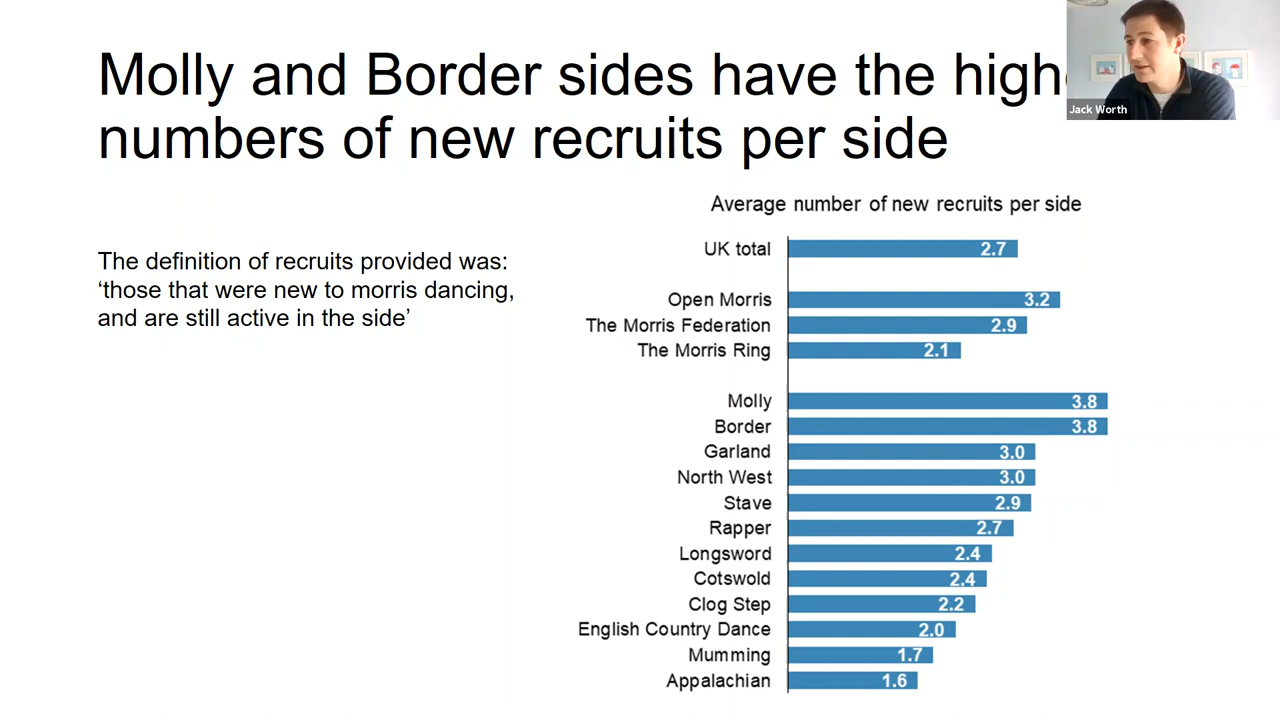 Molly and Border sides have the high
numbers of new recruits per side
Jack Worth
The definition of recruits provided was:
‘those that were new to morris dancing,
and are still active in the side’
Average number of new recruits per side
UK total 2.7
Open Morris 3.2
The Morris Federation 2.9
The Morris Ring 2.1
Molly 3.8
Border 3.8
Garland 3.0
North West 3.0
Stave 2.9
Rapper 2.7
Longsword 2.4
Cotswold 2.4
Clog Step 2.2
English Country Dance 2.0
Mumming 1.7
Appalachian 1.6